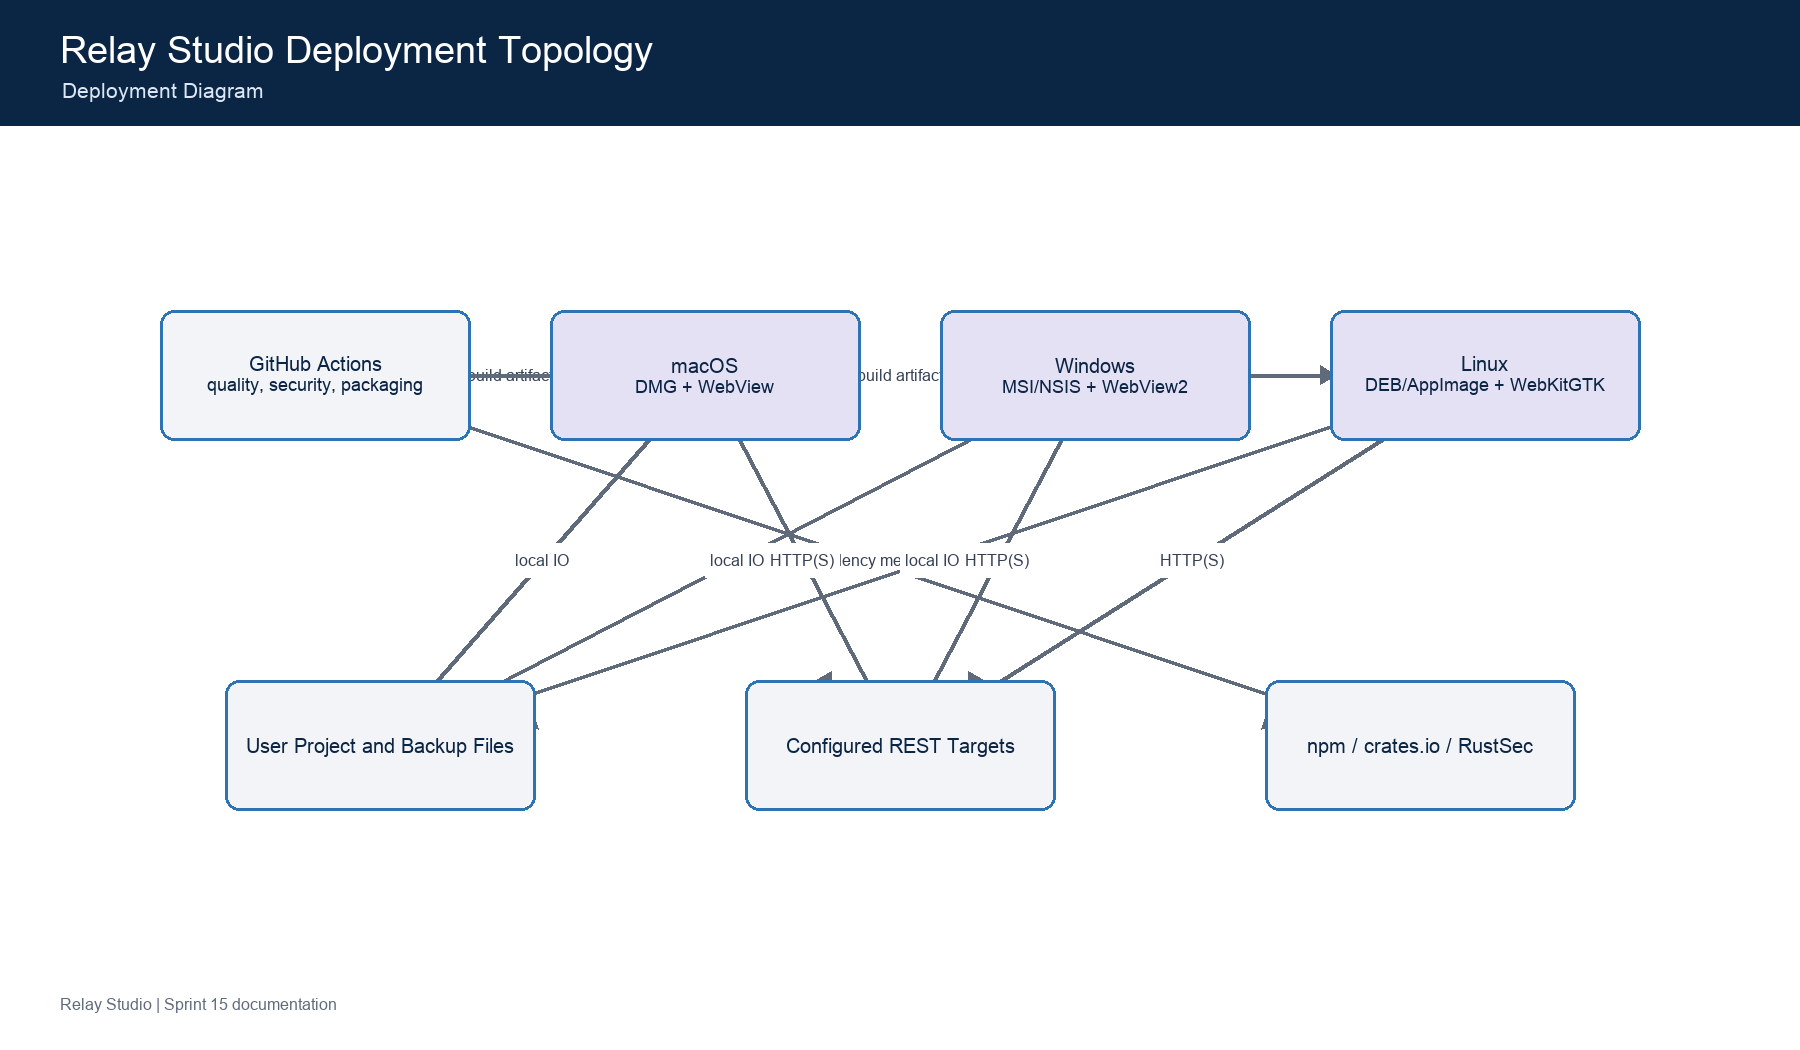 Relay Studio Deployment Topology
Deployment Diagram
GitHub Actions
quality, security, packaging
macOS
DMG + WebView
Windows
MSI/NSIS + WebView2
Linux
DEB/AppImage + WebKitGTK
local IO
local IO
HTTP(S)
local IO
HTTP(S)
HTTP(S)
User Project and Backup Files
Configured REST Targets
npm / crates.io / RustSec
Relay Studio | Sprint 15 documentation